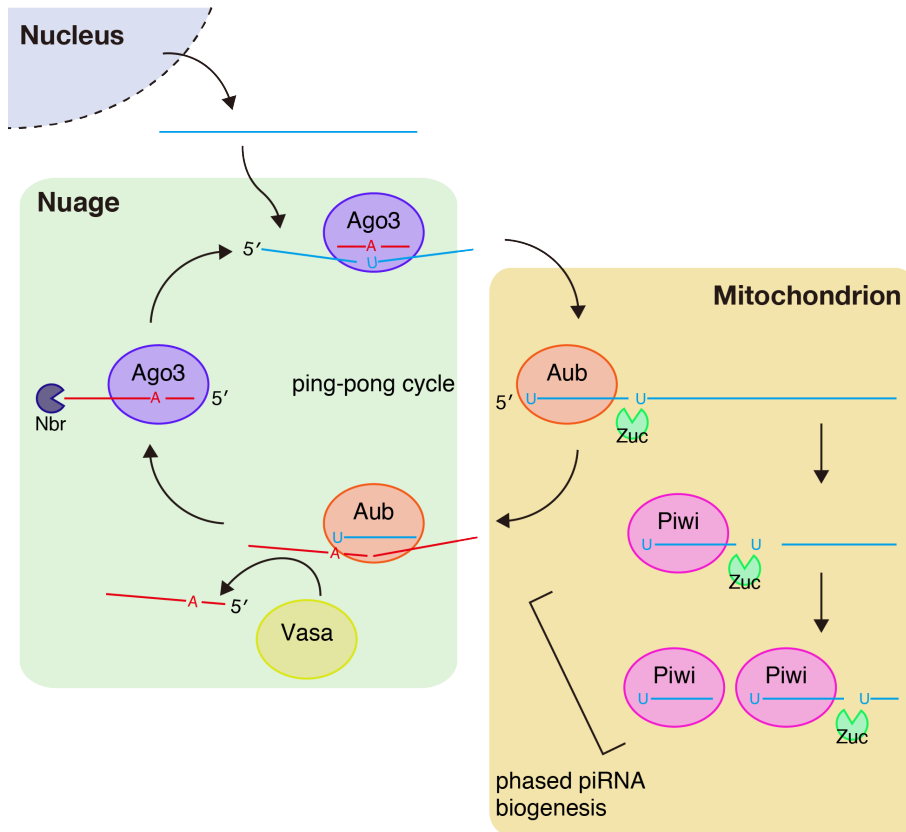 Nucleus
Nuage
Ago3
A
5′
U
Mitochondrion
Ago3
A
5′
Nbr
ping-pong cycle
Aub
5′
U
U
Zuc
Aub
U
A
Piwi
U
U
Zuc
A
5′
Vasa
Piwi
Piwi
U
U
U
Zuc
phased piRNA
biogenesis